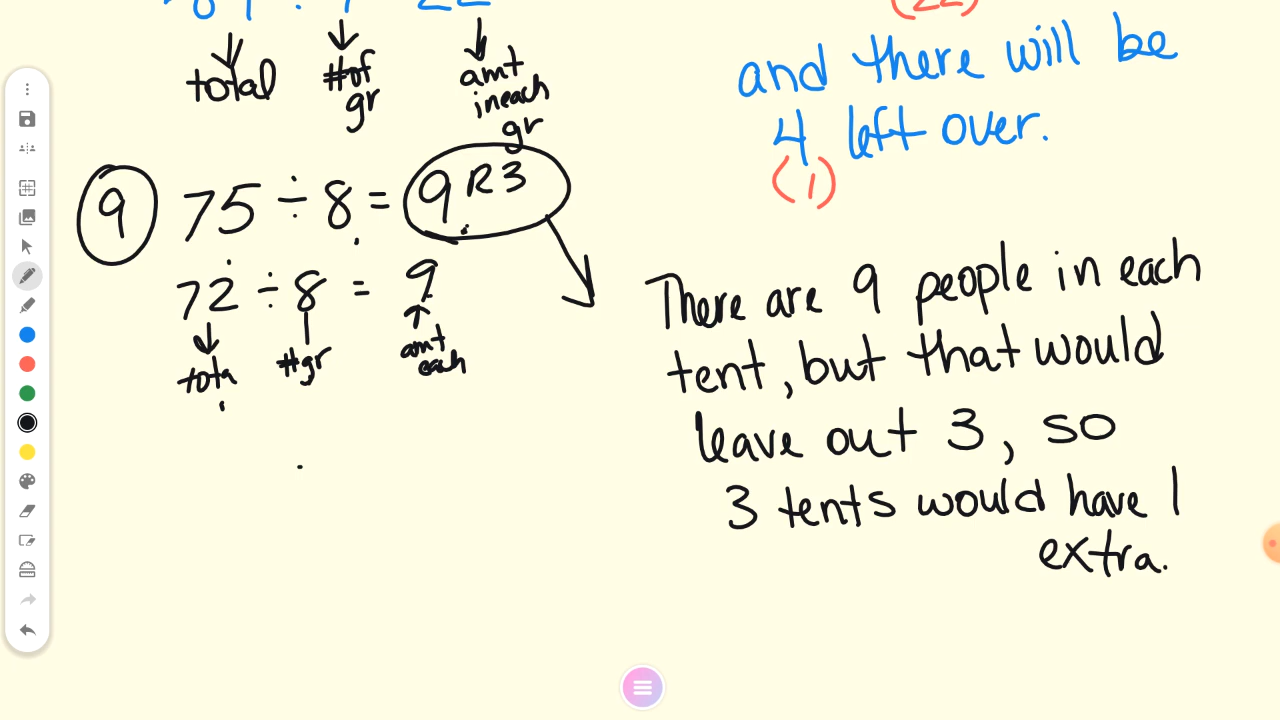 total
#of
gr
amt
in each
gr
(22)
and there will be
4 left over.
(1)
9 75 ÷ 8 = 9 R3
72 ÷ 8 = 9
tota
#gr
amt
each
There are 9 people in each
tent, but that would
leave out 3, so
3 tents would have 1
extra.